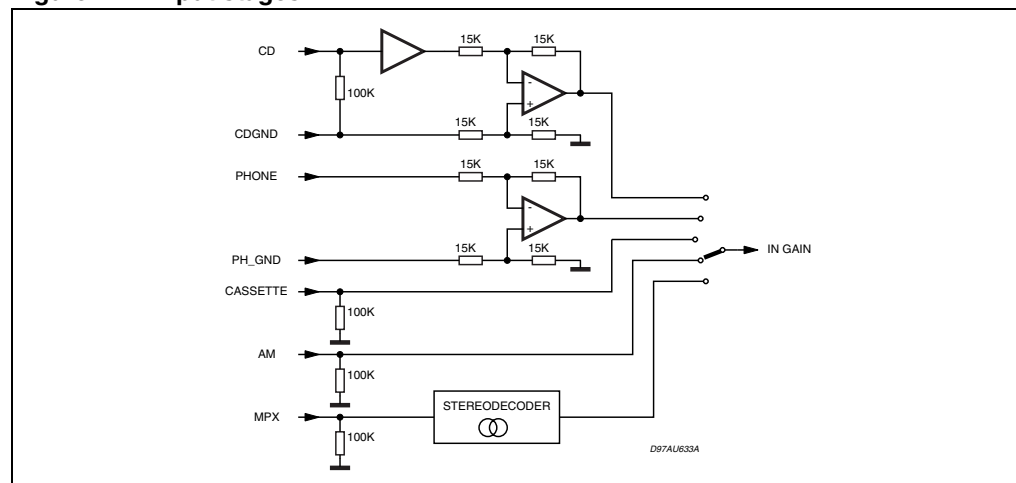 CD
15K
15K
100K
-
+
CDGND
15K
15K
PHONE
15K
15K
-
+
PH_GND
15K
15K
IN GAIN
CASSETTE
100K
AM
100K
MPX
STEREODECODER
100K
D97AU633A